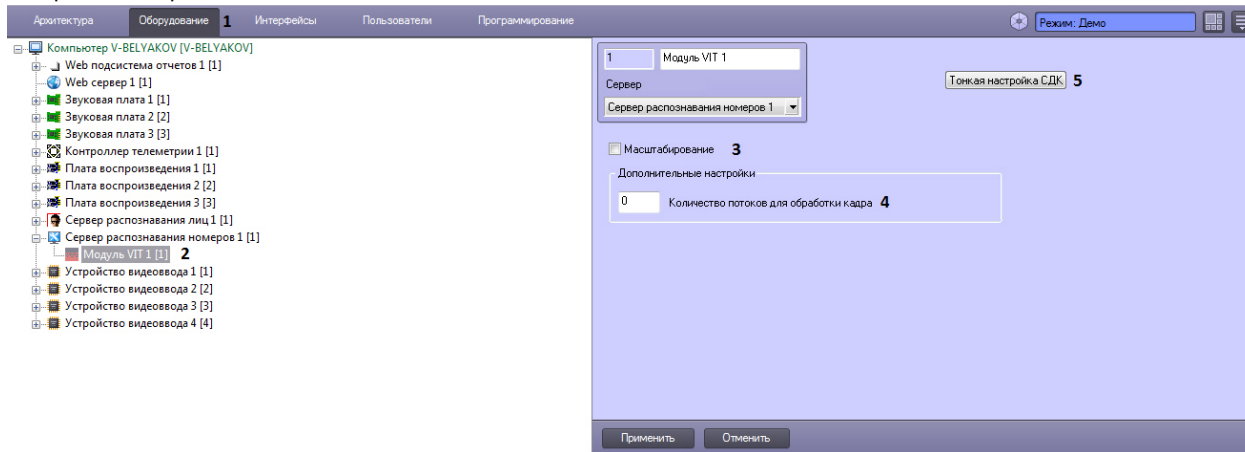 Архитектура Оборудование 1 Интерфейсы Пользователи Программирование Режим: Демо
Компьютер V-BELYAKOV [V-BELYAKOV]
Web подсистема отчетов 1 [1]
Web сервер 1 [1]
Звуковая плата 1 [1]
Звуковая плата 2 [2]
Звуковая плата 3 [3]
Контроллер телеметрии 1 [1]
Плата воспроизведения 1 [1]
Плата воспроизведения 2 [2]
Плата воспроизведения 3 [3]
Сервер распознавания лиц 1 [1]
Сервер распознавания номеров 1 [1]
Модуль VIT 1 [1] 2
Устройство видеоввода 1 [1]
Устройство видеоввода 2 [2]
Устройство видеоввода 3 [3]
Устройство видеоввода 4 [4]
1 Модуль VIT 1
Сервер
Сервер распознавания номеров 1
Тонкая настройка СДК 5
Масштабирование 3
Дополнительные настройки
0 Количество потоков для обработки кадра 4
Применить Отменить